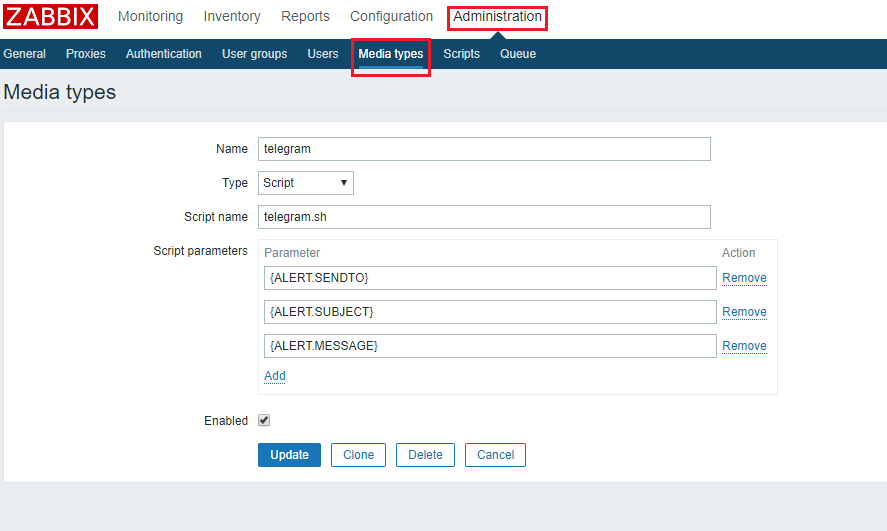 ZABBIX Monitoring Inventory Reports Configuration Administration
General Proxies Authentication User groups Users Media types Scripts Queue
Media types
Name telegram
Type Script
Script name telegram.sh
Script parameters Parameter Action
{ALERT.SENDTO} Remove
{ALERT.SUBJECT} Remove
{ALERT.MESSAGE} Remove
Add
Enabled
Update Clone Delete Cancel